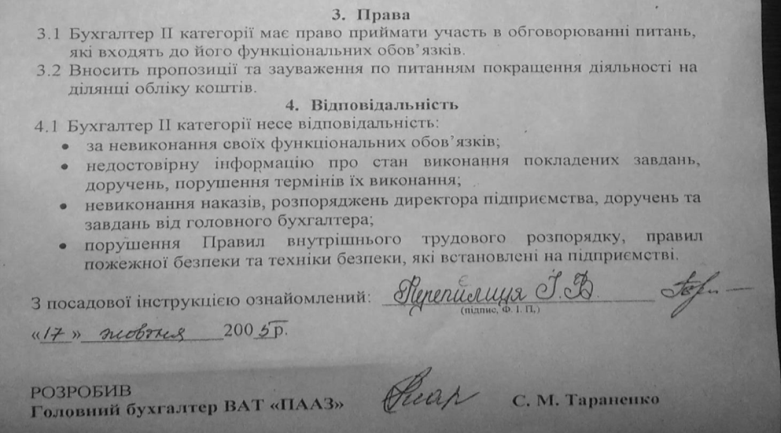 3. Права
3.1 Бухгалтер ІІ категорії має право приймати участь в обговорюванні питань,
які входять до його функціональних обов’язків.
3.2 Вносить пропозиції та зауваження по питанням покращення діяльності на
ділянці обліку коштів.
4. Відповідальність
4.1 Бухгалтер ІІ категорії несе відповідальність:
• за невиконання своїх функціональних обов’язків;
• недостовірну інформацію про стан виконання покладених завдань,
доручень, порушення термінів їх виконання;
• невиконання наказів, розпоряджень директора підприємства, доручень та
завдань від головного бухгалтера;
• порушення Правил внутрішнього трудового розпорядку, правил
пожежної безпеки та техніки безпеки, які встановлені на підприємстві.
З посадової інструкцією ознайомлений: Перепилиця І. В.
(підпис, Ф. І. П.)
«17» жовтня 2005р.
РОЗРОБИВ
Головний бухгалтер ВАТ «ПААЗ» С. М. Тараненко